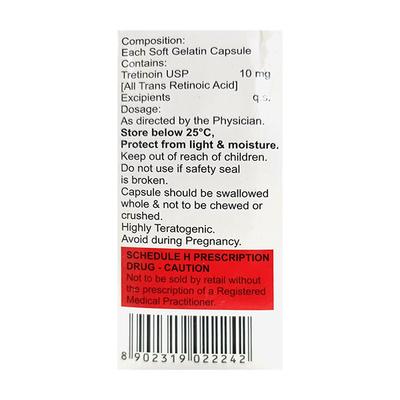 Composition:
Each Soft Gelatin Capsule
Contains:
Tretinoin USP 10 mg
[All Trans Retinoic Acid]
Excipients q.s.
Dosage:
As directed by the Physician.
Store below 25°C,
Protect from light & moisture.
Keep out of reach of children.
Do not use if safety seal
is broken.
Capsule should be swallowed
whole & not to be chewed or
crushed.
Highly Teratogenic.
Avoid during Pregnancy.
SCHEDULE H PRESCRIPTION
DRUG - CAUTION
Not to be sold by retail without
the prescription of a Registered
Medical Practitioner.
8 902319 022242